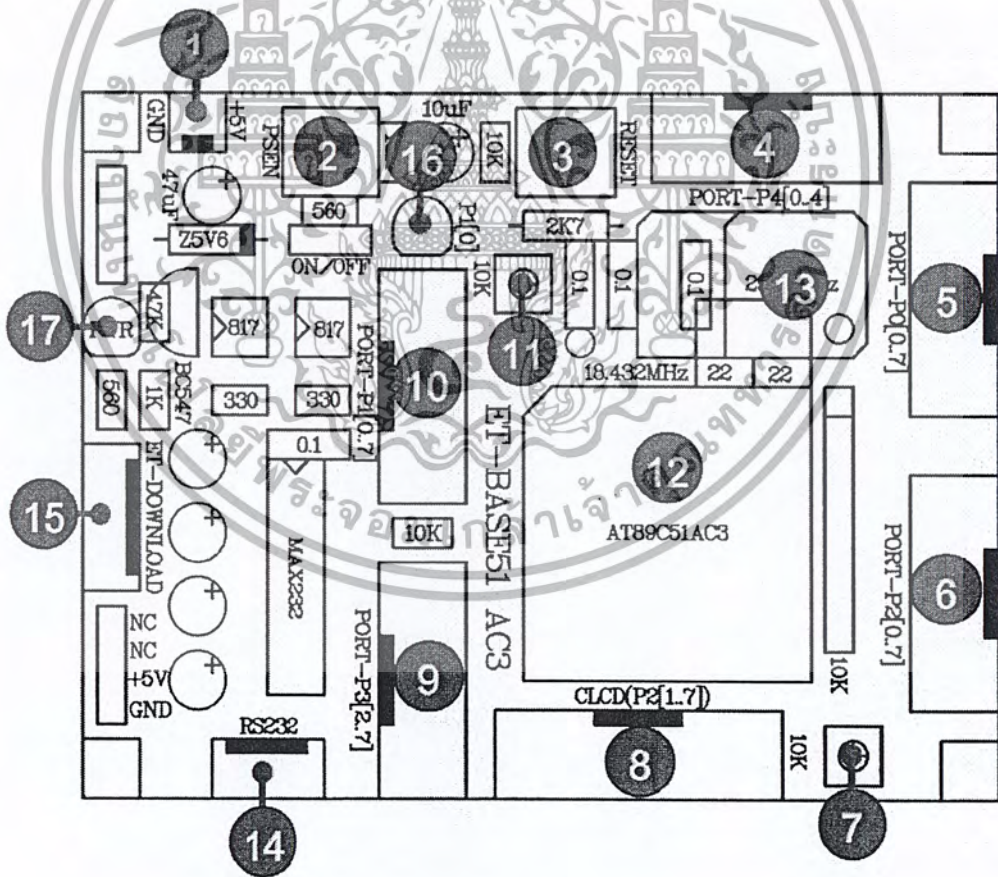 1
GND
+5V
PSEN
2
10uF
16
10K
3
RESET
4
PORT-P4[0..4]
47uF
560
P1[0]
2K7
Z5V6
ON/OFF
10K
0.1
0.1
0.1
13
PORT-P0[0..7]
5
17
47K
BC547
817
817
PORT-P1[0..7]
10
11
18.432MHz
22
22
560
1K
330
330
0.1
ET-BASE51 AC3
12
AT89C51AC3
15
ET-DOWNLOAD
MAX232
10K
PORT-P2[0..7]
6
NC
NC
+5V
GND
PORT-P3[2..7]
9
10K
RS232
CLCD(P2[1..7])
8
10K
14
7